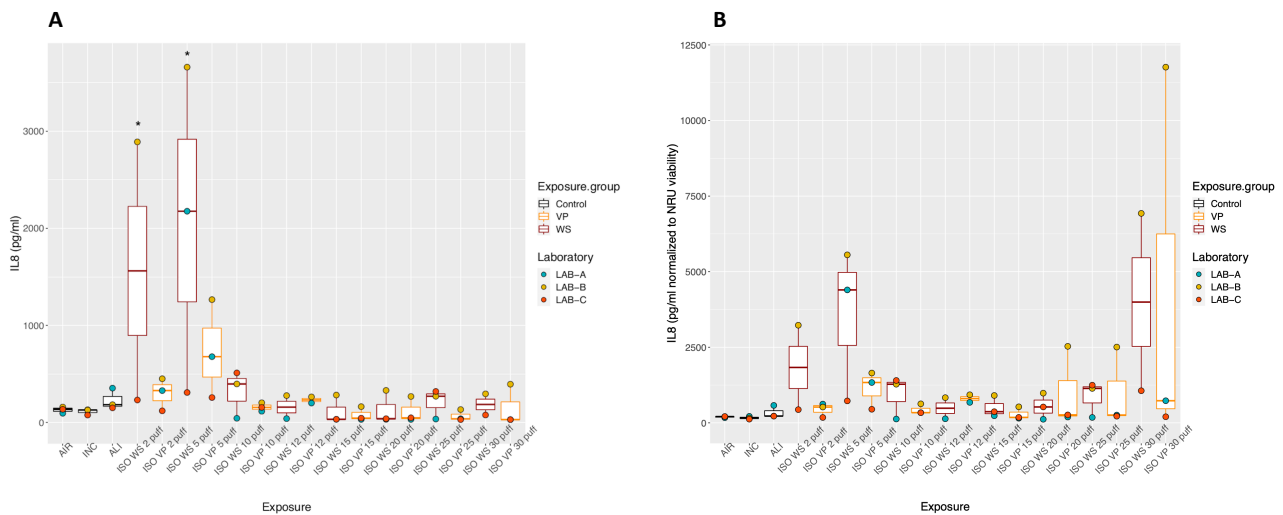 A
IL8 (pg/ml)
3000
2000
1000
0
*
*
AIR
INC
ALI
ISO WS 2 puff
ISO VP 2 puff
ISO WS 5 puff
ISO VP 5 puff
ISO WS 10 puff
ISO VP 10 puff
ISO WS 12 puff
ISO VP 12 puff
ISO WS 15 puff
ISO VP 15 puff
ISO WS 20 puff
ISO VP 20 puff
ISO WS 25 puff
ISO VP 25 puff
ISO WS 30 puff
ISO VP 30 puff
Exposure
Exposure.group
Control
VP
WS
Laboratory
LAB-A
LAB-B
LAB-C
B
IL8 (pg/ml normalized to NRU viability)
12500
10000
7500
5000
2500
0
AIR
INC
ALI
ISO WS 2 puff
ISO VP 2 puff
ISO WS 5 puff
ISO VP 5 puff
ISO WS 10 puff
ISO VP 10 puff
ISO WS 12 puff
ISO VP 12 puff
ISO WS 15 puff
ISO VP 15 puff
ISO WS 20 puff
ISO VP 20 puff
ISO WS 25 puff
ISO VP 25 puff
ISO WS 30 puff
ISO VP 30 puff
Exposure
Exposure.group
Control
VP
WS
Laboratory
LAB-A
LAB-B
LAB-C